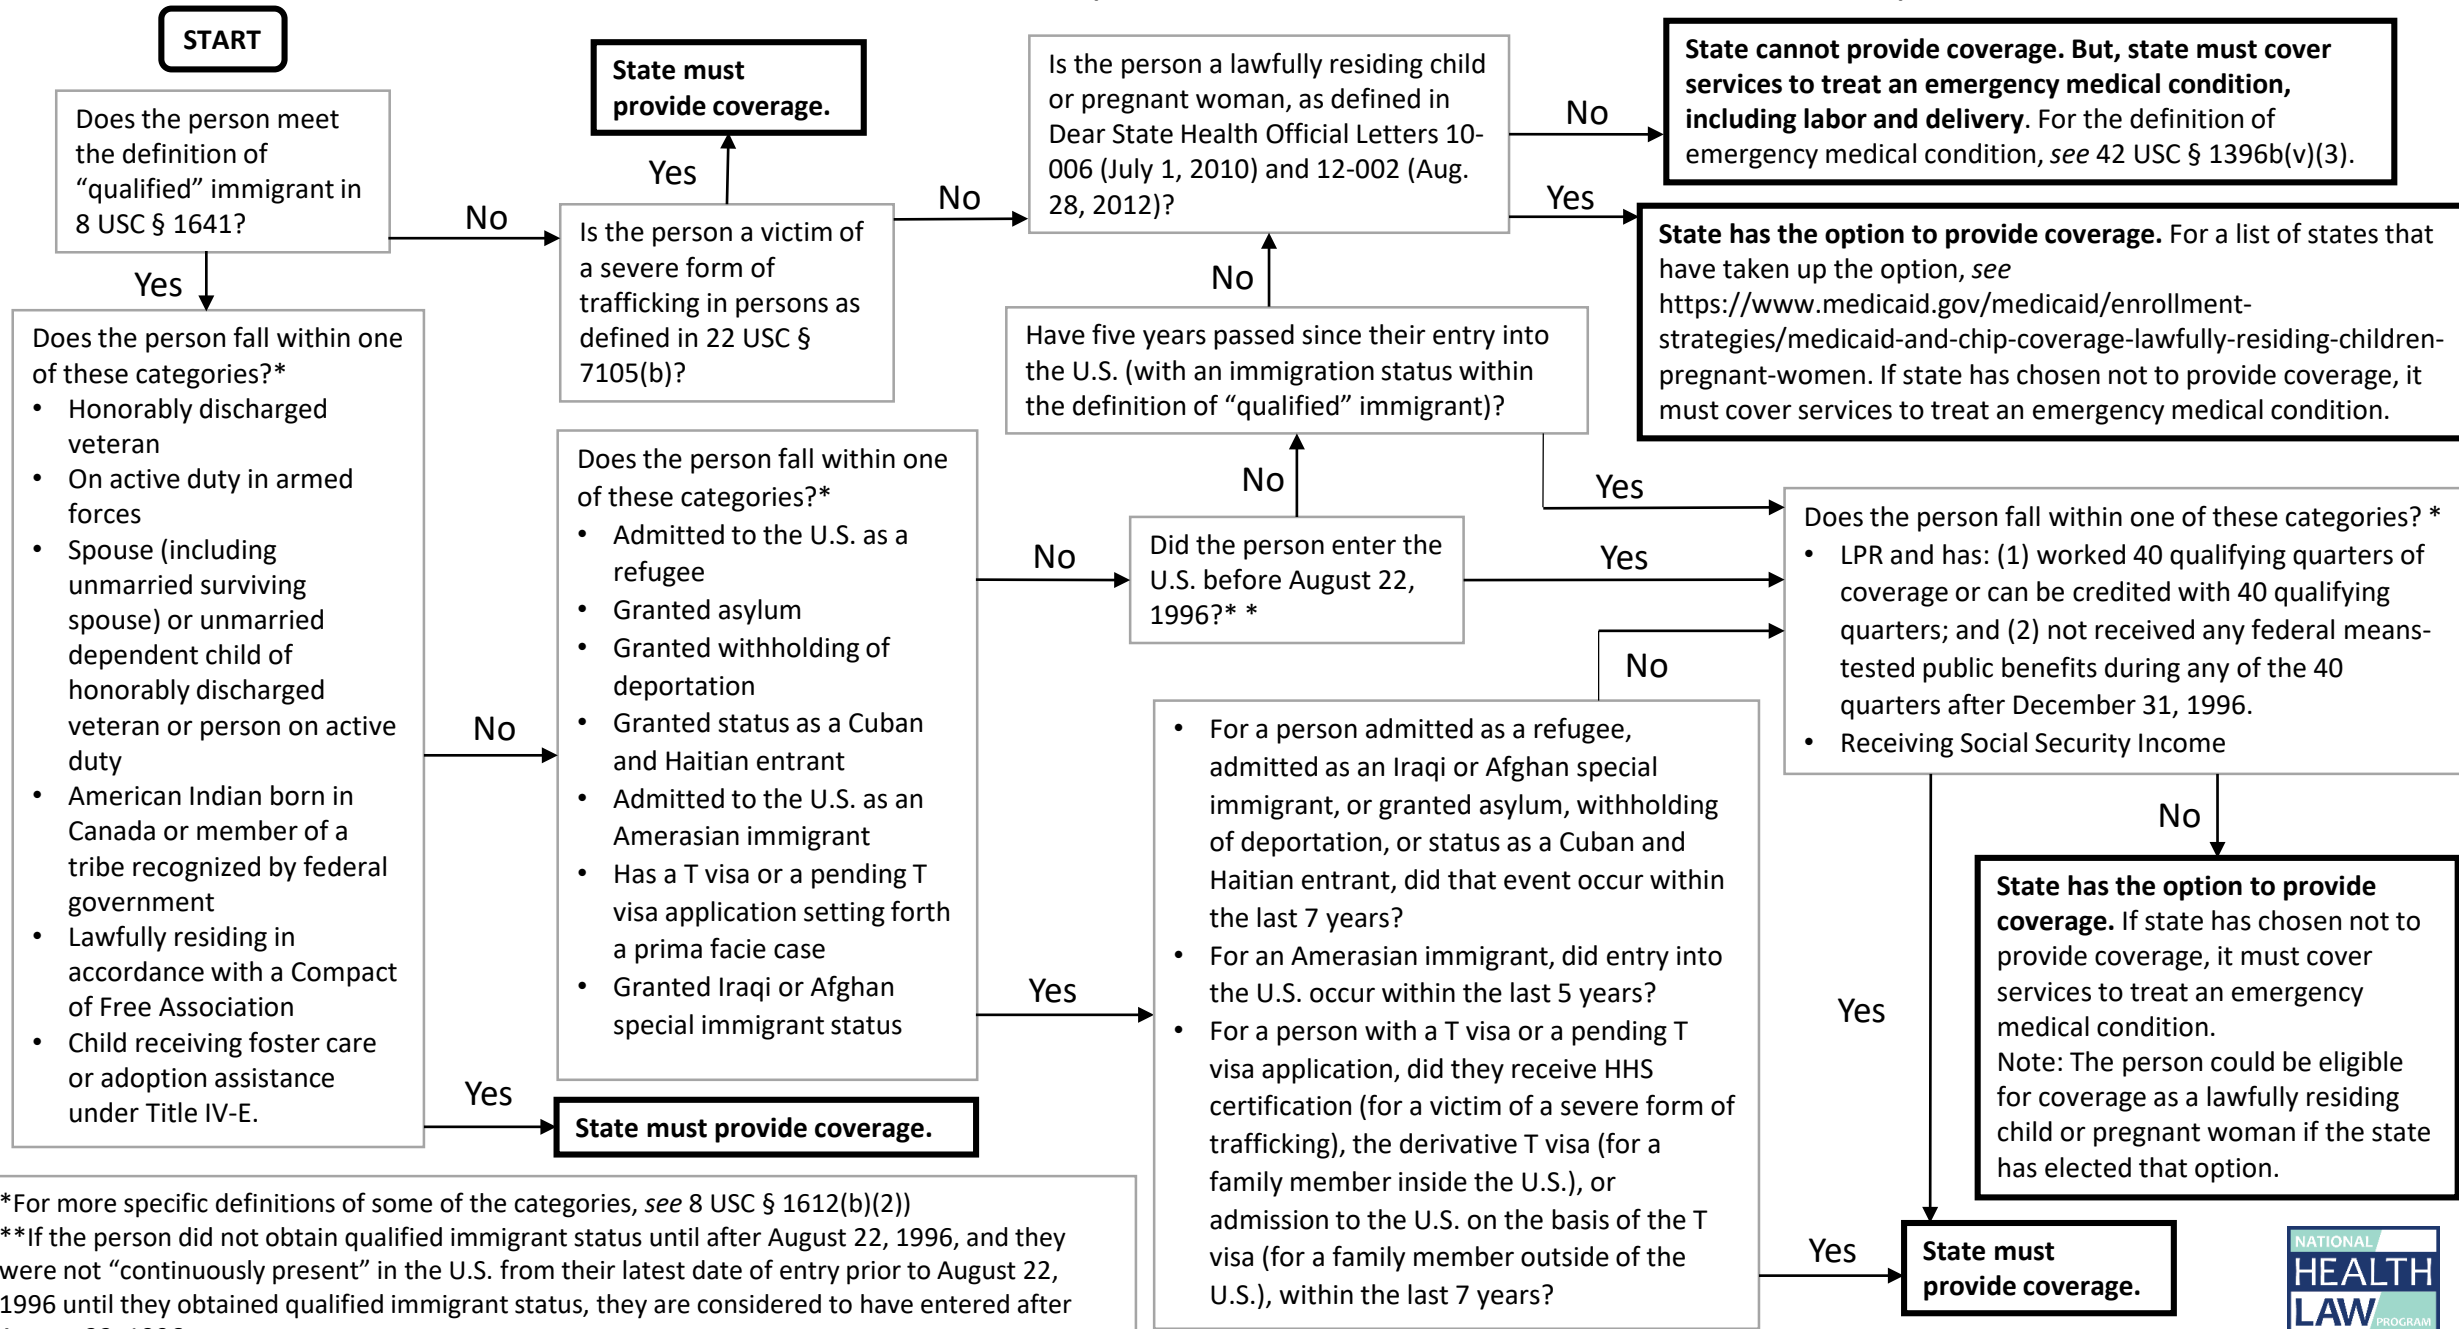 START
Does the person meet
the definition of
“qualified” immigrant in
8 USC § 1641?
No
Yes
Is the person a victim of
a severe form of
trafficking in persons as
defined in 22 USC §
7105(b)?
Yes
State must
provide coverage.
No
Is the person a lawfully residing child
or pregnant woman, as defined in
Dear State Health Official Letters 10-
006 (July 1, 2010) and 12-002 (Aug.
28, 2012)?
No
State cannot provide coverage. But, state must cover
services to treat an emergency medical condition,
including labor and delivery. For the definition of
emergency medical condition, see 42 USC § 1396b(v)(3).
Yes
State has the option to provide coverage. For a list of states that
have taken up the option, see
https://www.medicaid.gov/medicaid/enrollment-
strategies/medicaid-and-chip-coverage-lawfully-residing-children-
pregnant-women. If state has chosen not to provide coverage, it
must cover services to treat an emergency medical condition.
Does the person fall within one
of these categories?*
• Honorably discharged
veteran
• On active duty in armed
forces
• Spouse (including
unmarried surviving
spouse) or unmarried
dependent child of
honorably discharged
veteran or person on active
duty
• American Indian born in
Canada or member of a
tribe recognized by federal
government
• Lawfully residing in
accordance with a Compact
of Free Association
• Child receiving foster care
or adoption assistance
under Title IV-E.
Yes
State must provide coverage.
No
Does the person fall within one
of these categories?*
• Admitted to the U.S. as a
refugee
• Granted asylum
• Granted withholding of
deportation
• Granted status as a Cuban
and Haitian entrant
• Admitted to the U.S. as an
Amerasian immigrant
• Has a T visa or a pending T
visa application setting forth
a prima facie case
• Granted Iraqi or Afghan
special immigrant status
No
Did the person enter the
U.S. before August 22,
1996?* *
No
Have five years passed since their entry into
the U.S. (with an immigration status within
the definition of “qualified” immigrant)?
No
Yes
Yes
Yes
• For a person admitted as a refugee,
admitted as an Iraqi or Afghan special
immigrant, or granted asylum, withholding
of deportation, or status as a Cuban and
Haitian entrant, did that event occur within
the last 7 years?
• For an Amerasian immigrant, did entry into
the U.S. occur within the last 5 years?
• For a person with a T visa or a pending T
visa application, did they receive HHS
certification (for a victim of a severe form of
trafficking), the derivative T visa (for a
family member inside the U.S.), or
admission to the U.S. on the basis of the T
visa (for a family member outside of the
U.S.), within the last 7 years?
No
Does the person fall within one of these categories? *
• LPR and has: (1) worked 40 qualifying quarters of
coverage or can be credited with 40 qualifying
quarters; and (2) not received any federal means-
tested public benefits during any of the 40
quarters after December 31, 1996.
• Receiving Social Security Income
Yes
No
State has the option to provide
coverage. If state has chosen not to
provide coverage, it must cover
services to treat an emergency
medical condition.
Note: The person could be eligible
for coverage as a lawfully residing
child or pregnant woman if the state
has elected that option.
Yes
State must
provide coverage.
*For more specific definitions of some of the categories, see 8 USC § 1612(b)(2))
**If the person did not obtain qualified immigrant status until after August 22, 1996, and they
were not “continuously present” in the U.S. from their latest date of entry prior to August 22,
1996 until they obtained qualified immigrant status, they are considered to have entered after
NATIONAL
HEALTH
LAW
PROGRAM